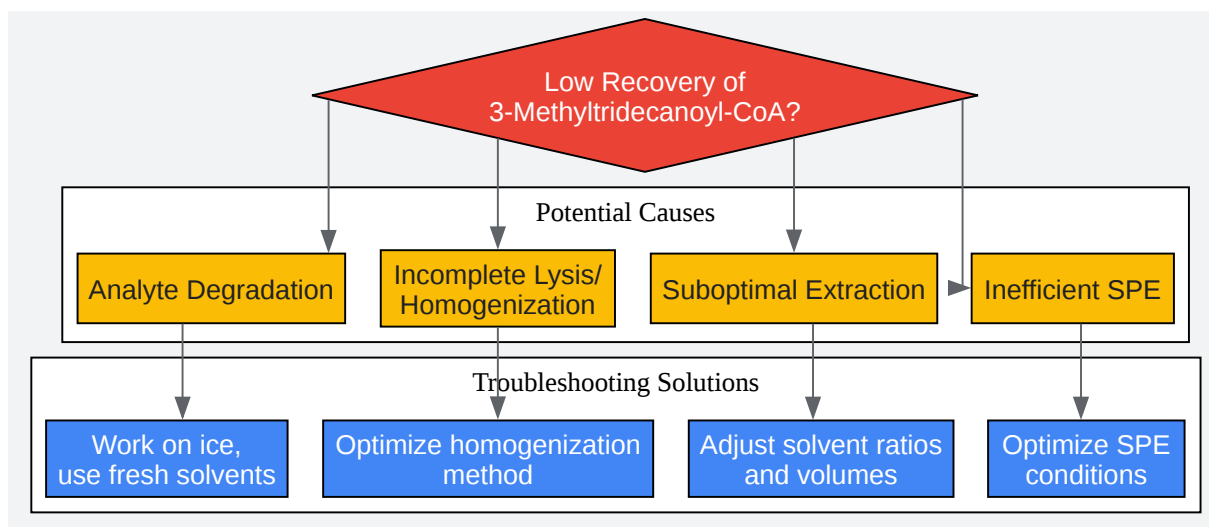 Low Recovery of
3-Methyltridecanoyl-CoA?
Potential Causes
Analyte Degradation
Incomplete Lysis/
Homogenization
Suboptimal Extraction
Inefficient SPE
Troubleshooting Solutions
Work on ice,
use fresh solvents
Optimize homogenization
method
Adjust solvent ratios
and volumes
Optimize SPE
conditions